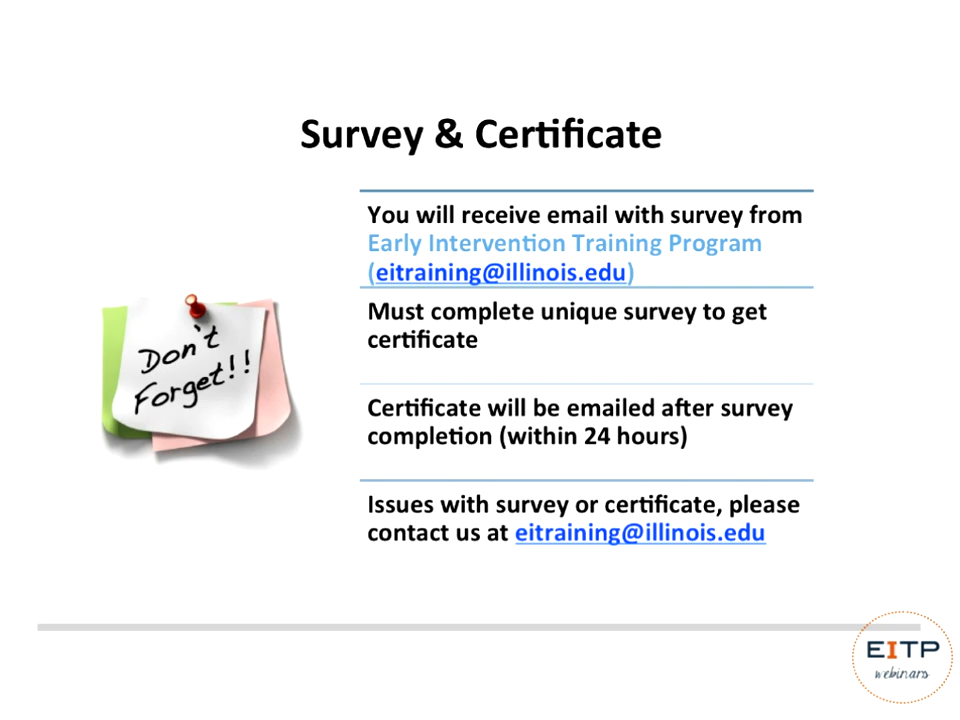 Survey & Certificate
You will receive email with survey from
Early Intervention Training Program
(eitraining@illinois.edu)
Must complete unique survey to get
certificate
Certificate will be emailed after survey
completion (within 24 hours)
Issues with survey or certificate, please
contact us at eitraining@illinois.edu
Don't
Forget!!
EITP
webinars